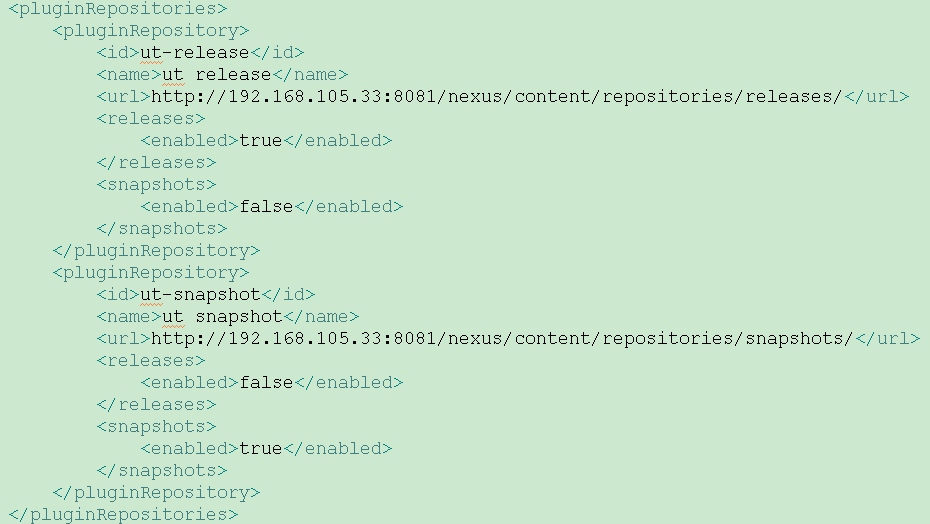 <pluginRepositories>
    <pluginRepository>
        <id>ut-release</id>
        <name>ut release</name>
        <url>http://192.168.105.33:8081/nexus/content/repositories/releases/</url>
        <releases>
            <enabled>true</enabled>
        </releases>
        <snapshots>
            <enabled>false</enabled>
        </snapshots>
    </pluginRepository>
    <pluginRepository>
        <id>ut-snapshot</id>
        <name>ut snapshot</name>
        <url>http://192.168.105.33:8081/nexus/content/repositories/snapshots/</url>
        <releases>
            <enabled>false</enabled>
        </releases>
        <snapshots>
            <enabled>true</enabled>
        </snapshots>
    </pluginRepository>
</pluginRepositories>